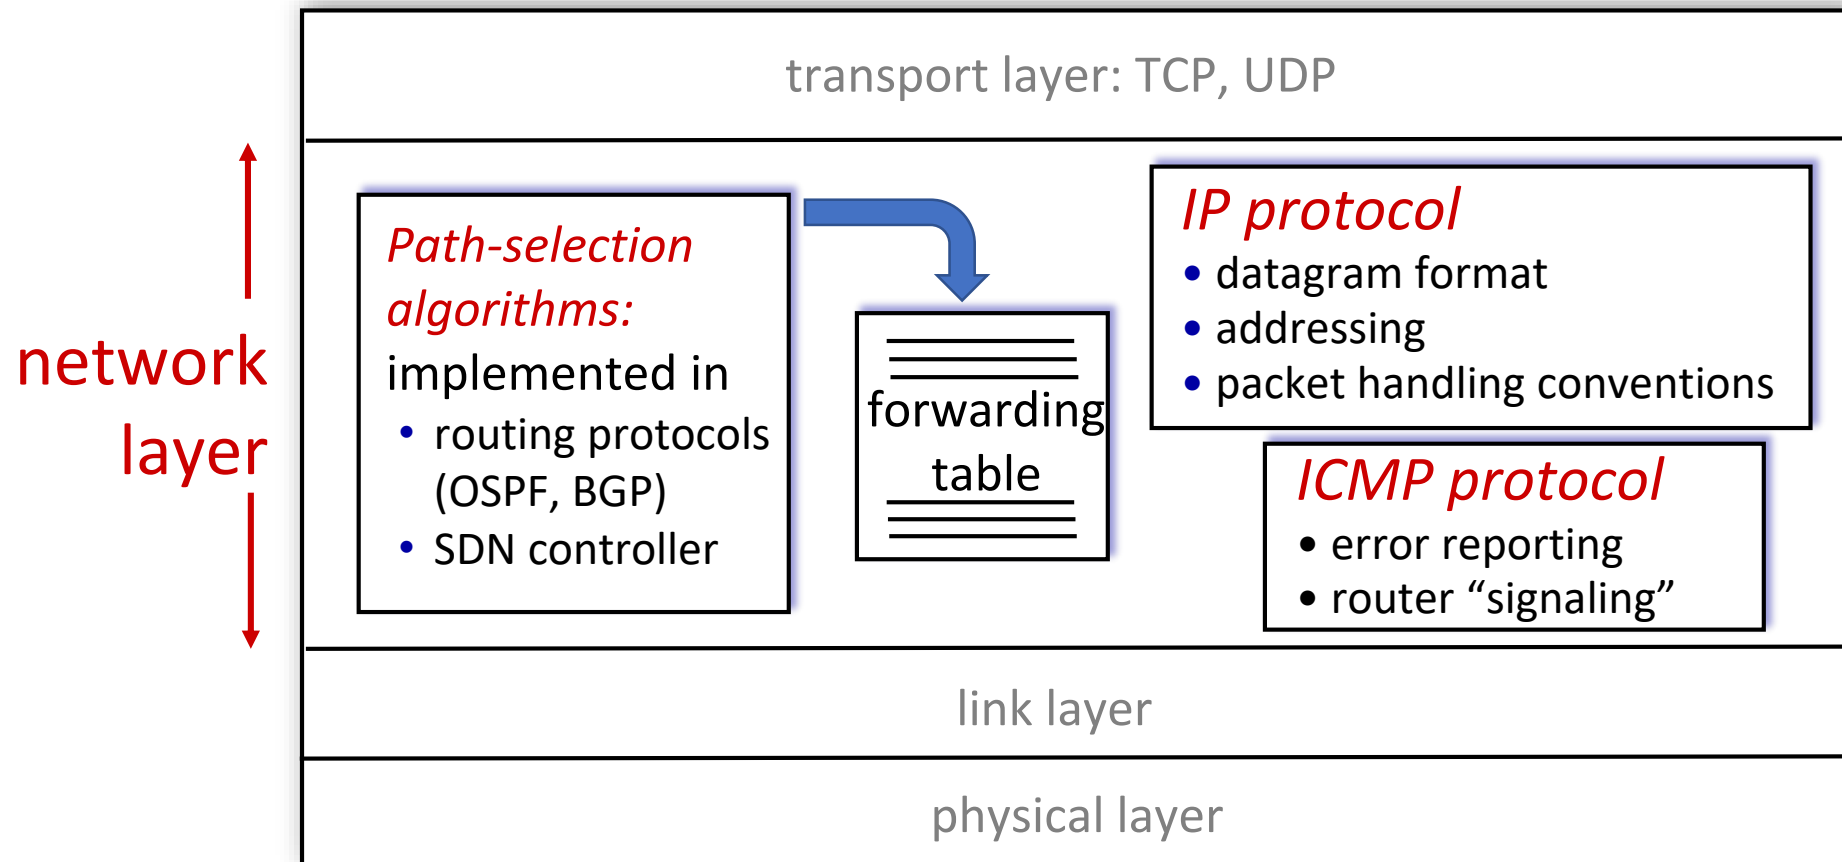 transport layer: TCP, UDP
network
layer
Path-selection
algorithms:
implemented in
• routing protocols
(OSPF, BGP)
• SDN controller
forwarding
table
IP protocol
• datagram format
• addressing
• packet handling conventions
ICMP protocol
• error reporting
• router “signaling”
link layer
physical layer